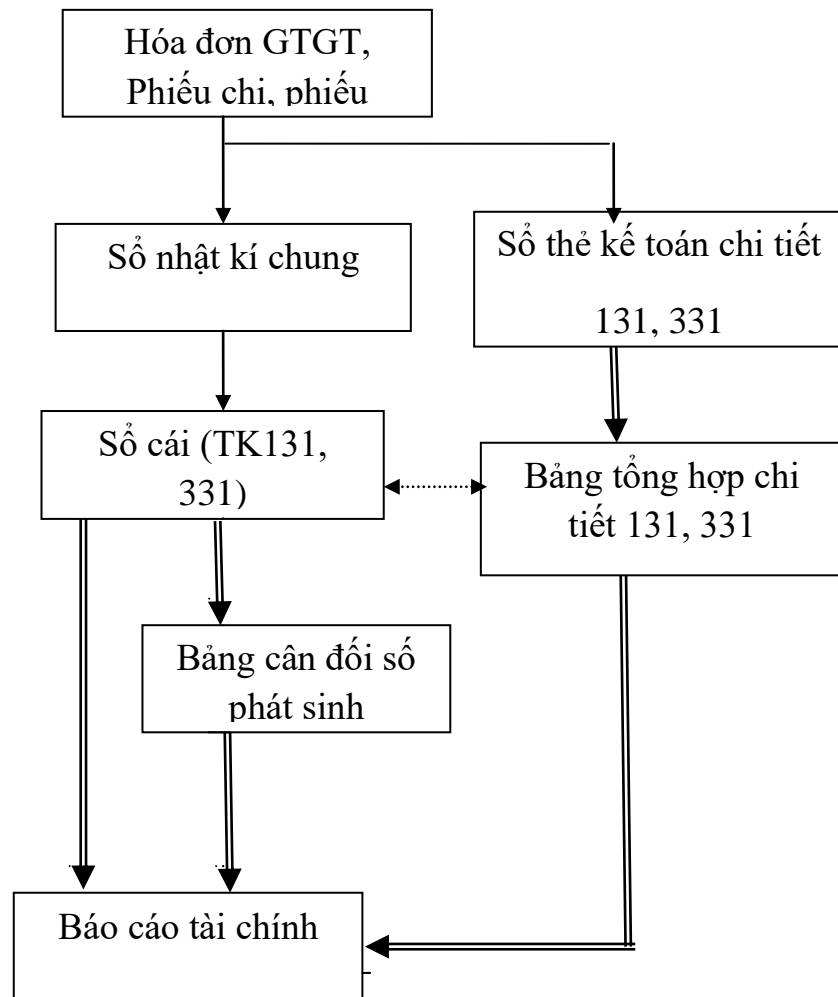 Hóa đơn GTGT,
Phiếu chi, phiếu
Sổ nhật kí chung
Sổ thẻ kế toán chi tiết
131, 331
Sổ cái (TK131,
331)
Bảng tổng hợp chi
tiết 131, 331
Bảng cân đối số
phát sinh
Báo cáo tài chính